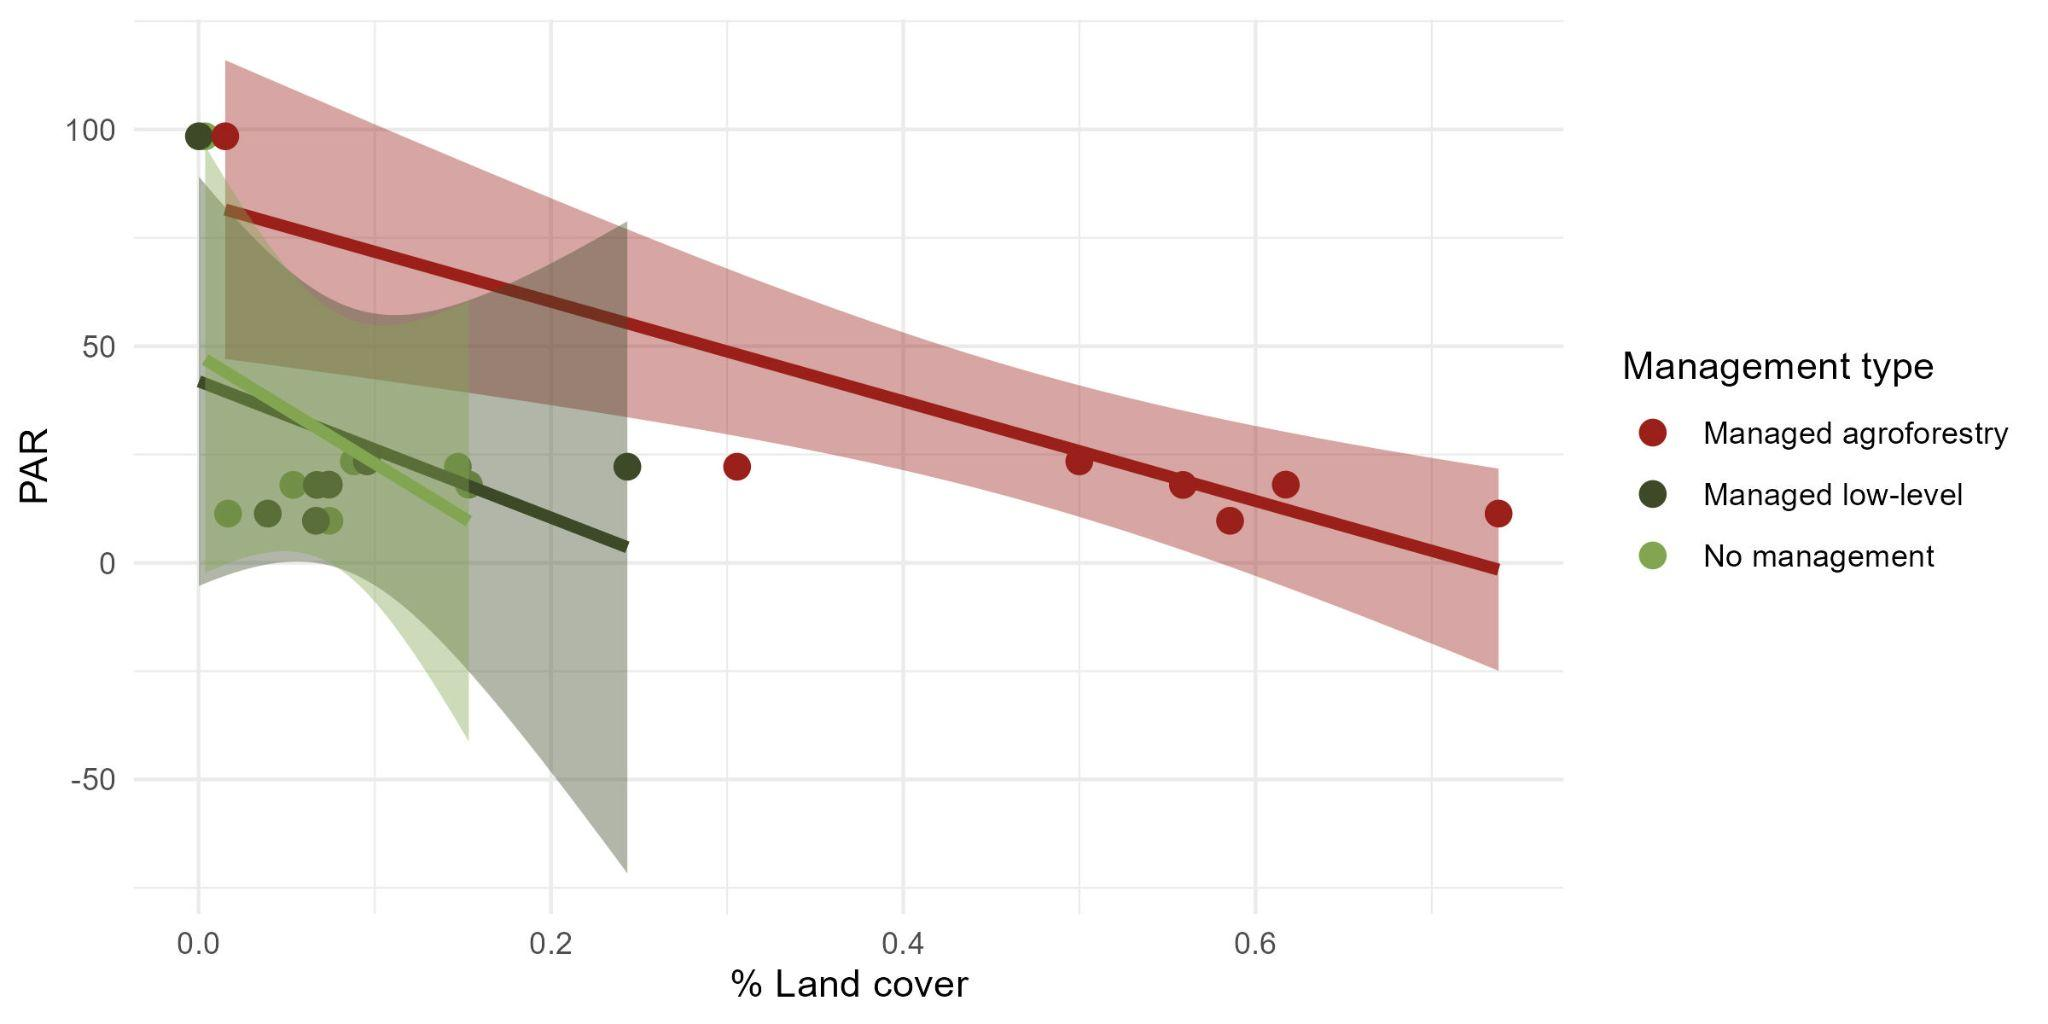 100
50
0
-50
PAR
0.0 0.2 0.4 0.6
% Land cover
Management type
Managed agroforestry
Managed low-level
No management